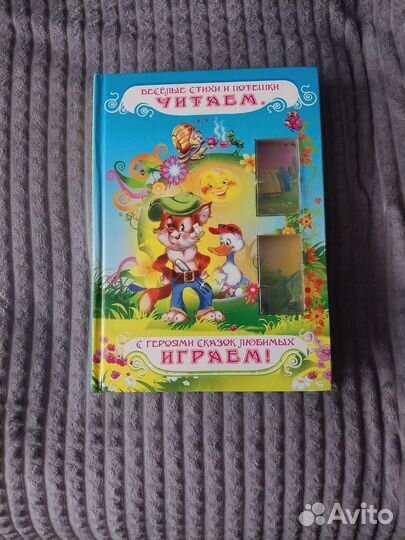 ВЕСЁЛЫЕ СТИХИ И ПОТЕШКИ
ЧИТАЕМ,
С ГЕРОЯМИ СКАЗОК ЛЮБИМЫХ
ИГРАЕМ!
Avito